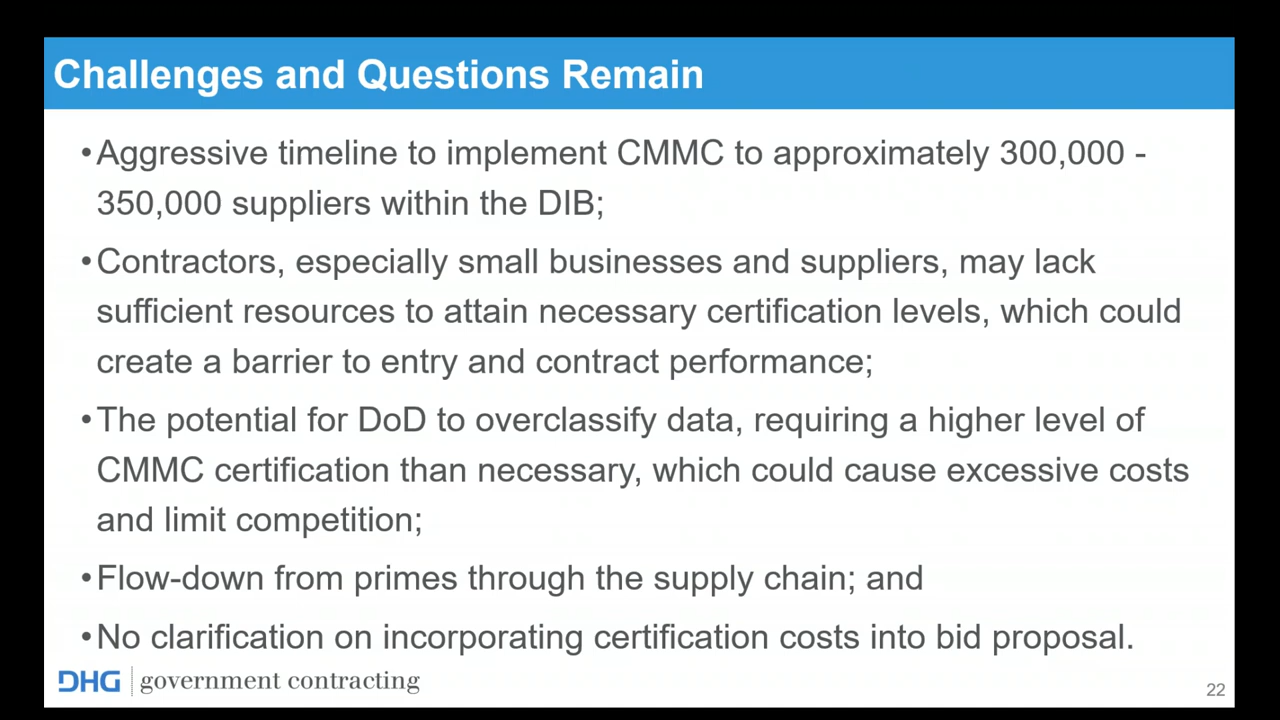 Challenges and Questions Remain
•Aggressive timeline to implement CMMC to approximately 300,000 -
350,000 suppliers within the DIB;
•Contractors, especially small businesses and suppliers, may lack
sufficient resources to attain necessary certification levels, which could
create a barrier to entry and contract performance;
•The potential for DoD to overclassify data, requiring a higher level of
CMMC certification than necessary, which could cause excessive costs
and limit competition;
•Flow-down from primes through the supply chain; and
•No clarification on incorporating certification costs into bid proposal.
DHG government contracting
22